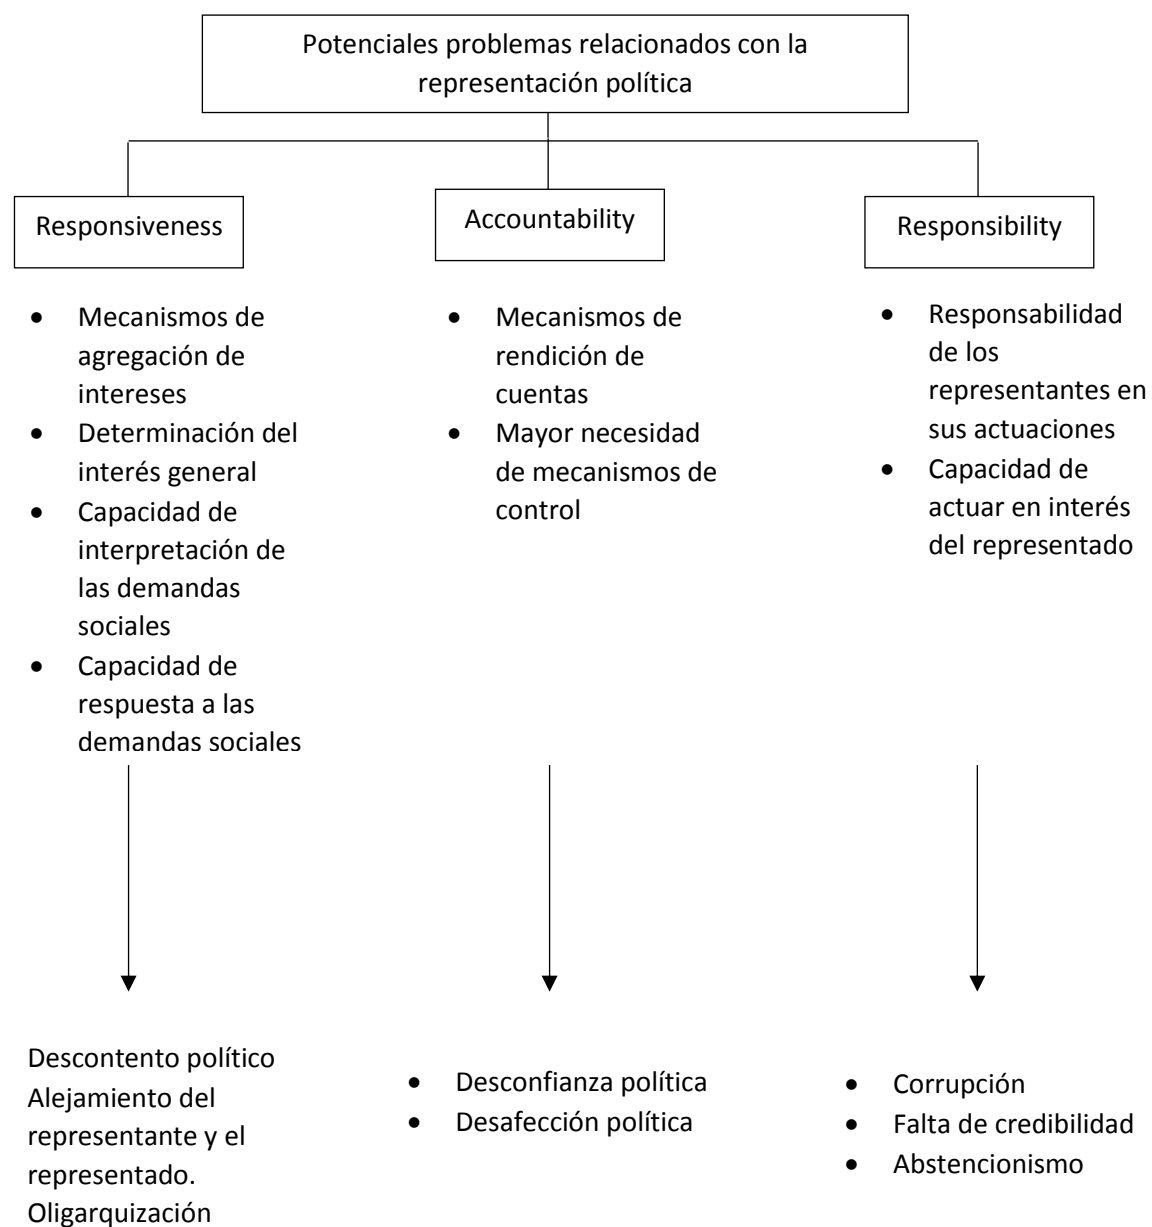 Potenciales problemas relacionados con la
representación política
Responsiveness
Accountability
Responsibility
• Mecanismos de
agregación de
intereses
• Determinación del
interés general
• Capacidad de
interpretación de
las demandas
sociales
• Capacidad de
respuesta a las
demandas sociales
• Mecanismos de
rendición de
cuentas
• Mayor necesidad
de mecanismos de
control
• Responsabilidad
de los
representantes en
sus actuaciones
• Capacidad de
actuar en interés
del representado
Descontento político
Alejamiento del
representante y el
representado.
Oligarquización
• Desconfianza política
• Desafección política
• Corrupción
• Falta de credibilidad
• Abstencionismo